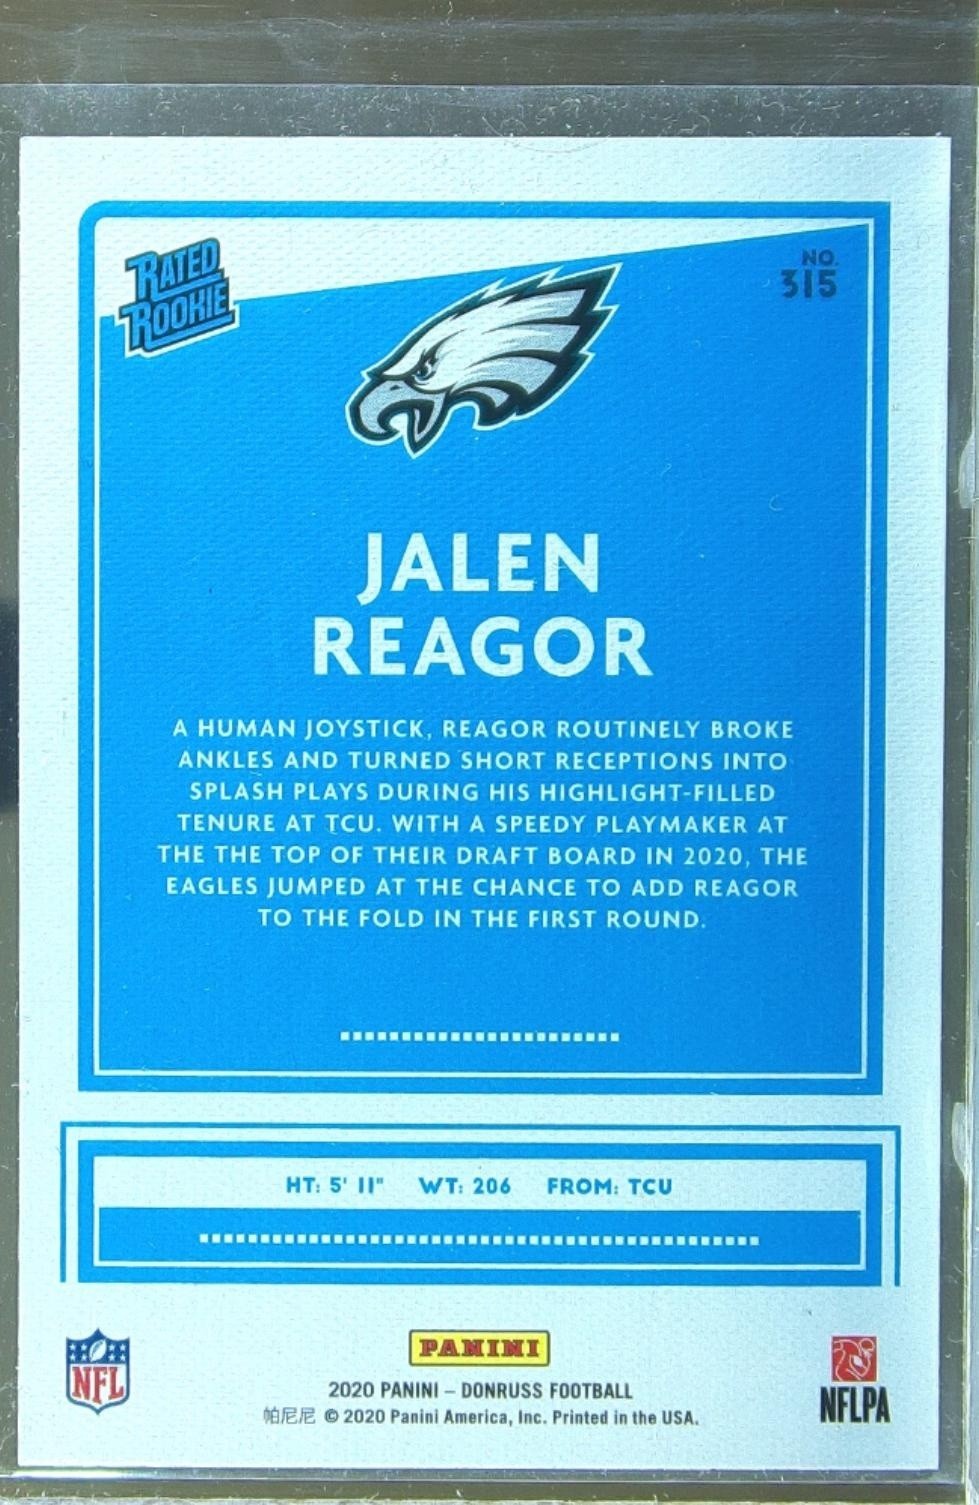 RATED
ROOKIE
NO.
315
JALEN
REAGOR
A HUMAN JOYSTICK, REAGOR ROUTINELY BROKE
ANKLES AND TURNED SHORT RECEPTIONS INTO
SPLASH PLAYS DURING HIS HIGHLIGHT-FILLED
TENURE AT TCU. WITH A SPEEDY PLAYMAKER AT
THE THE TOP OF THEIR DRAFT BOARD IN 2020, THE
EAGLES JUMPED AT THE CHANCE TO ADD REAGOR
TO THE FOLD IN THE FIRST ROUND.
HT: 5' 11" WT: 206 FROM: TCU
NFL
PANINI
2020 PANINI – DONRUSS FOOTBALL
帕尼尼 © 2020 Panini America, Inc. Printed in the USA.
NFLPA